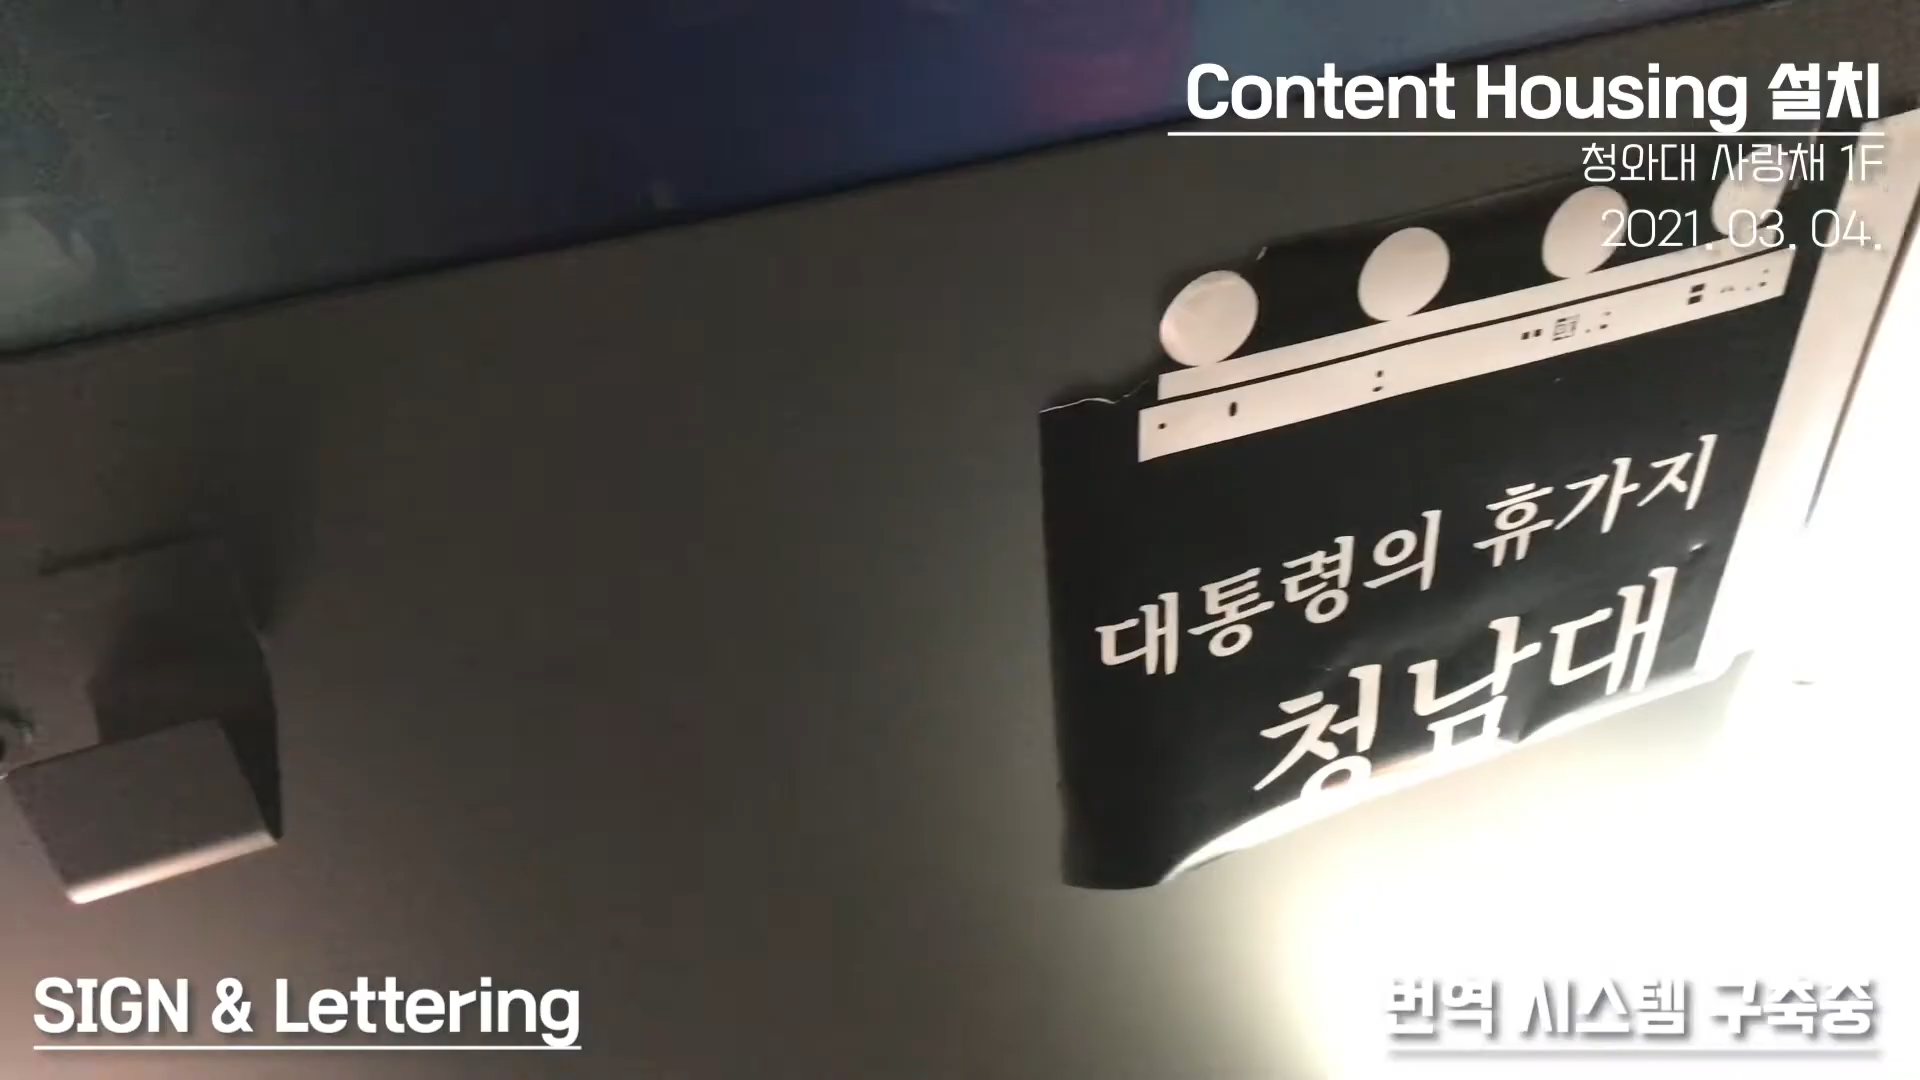 Content Housing 설치
청와대 사랑채 1F
2021. 03. 04.
대통령의 휴가지
청남대
SIGN & Lettering
번역 시스템 구축중